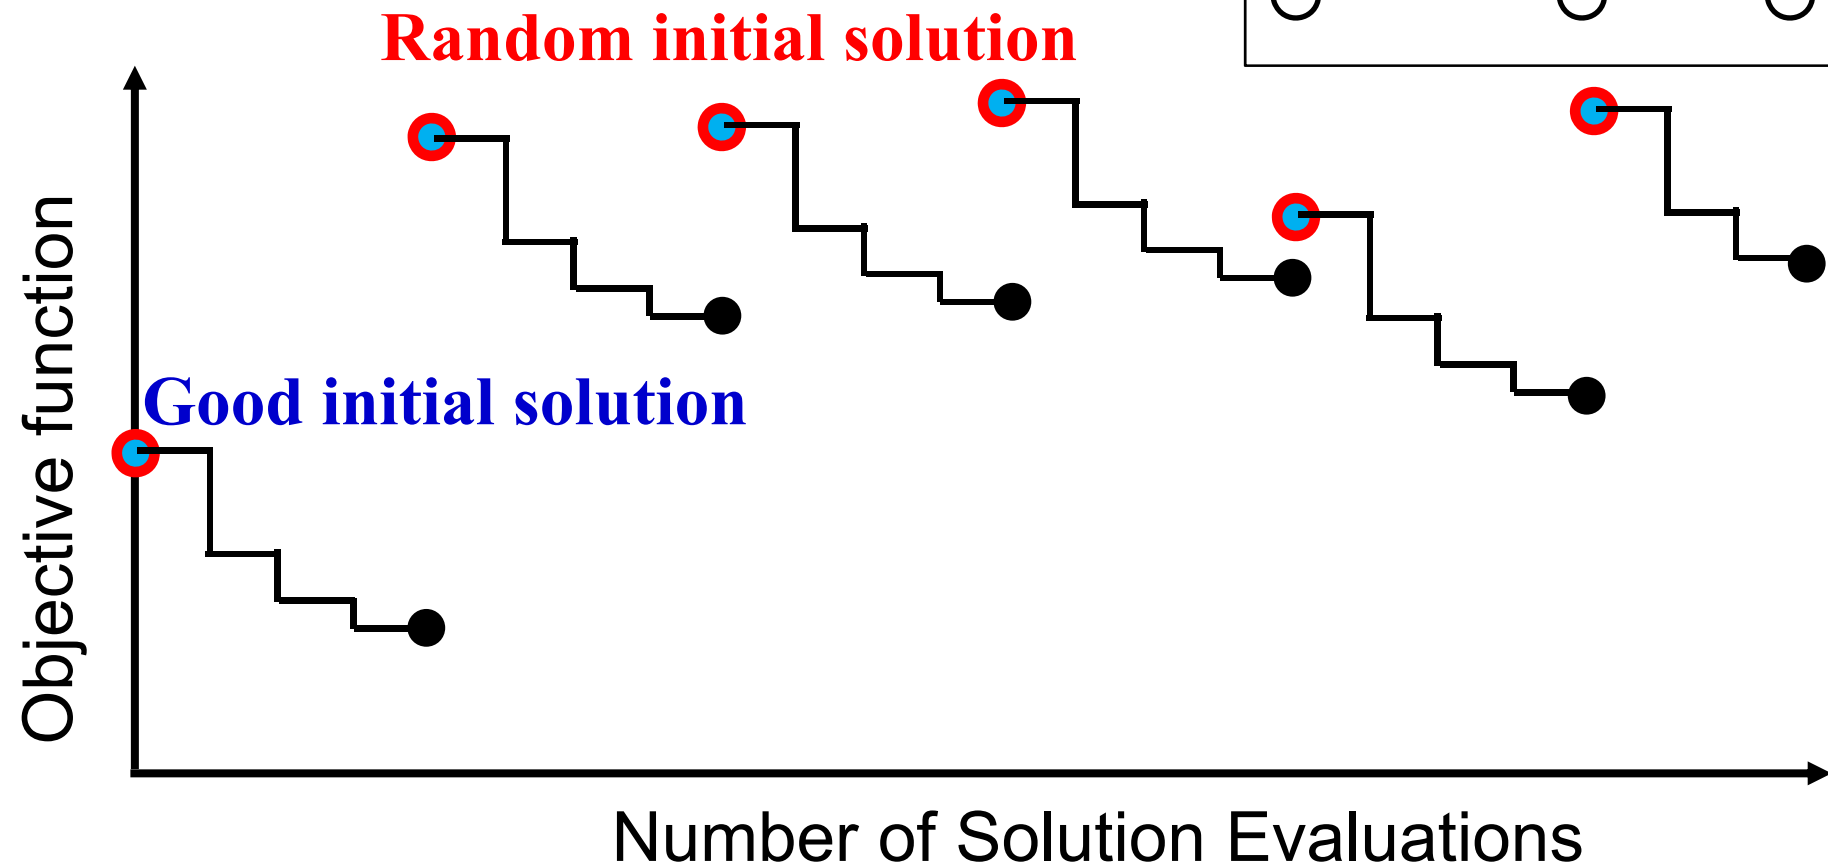 Random initial solution
Good initial solution
Objective function
Number of Solution Evaluations